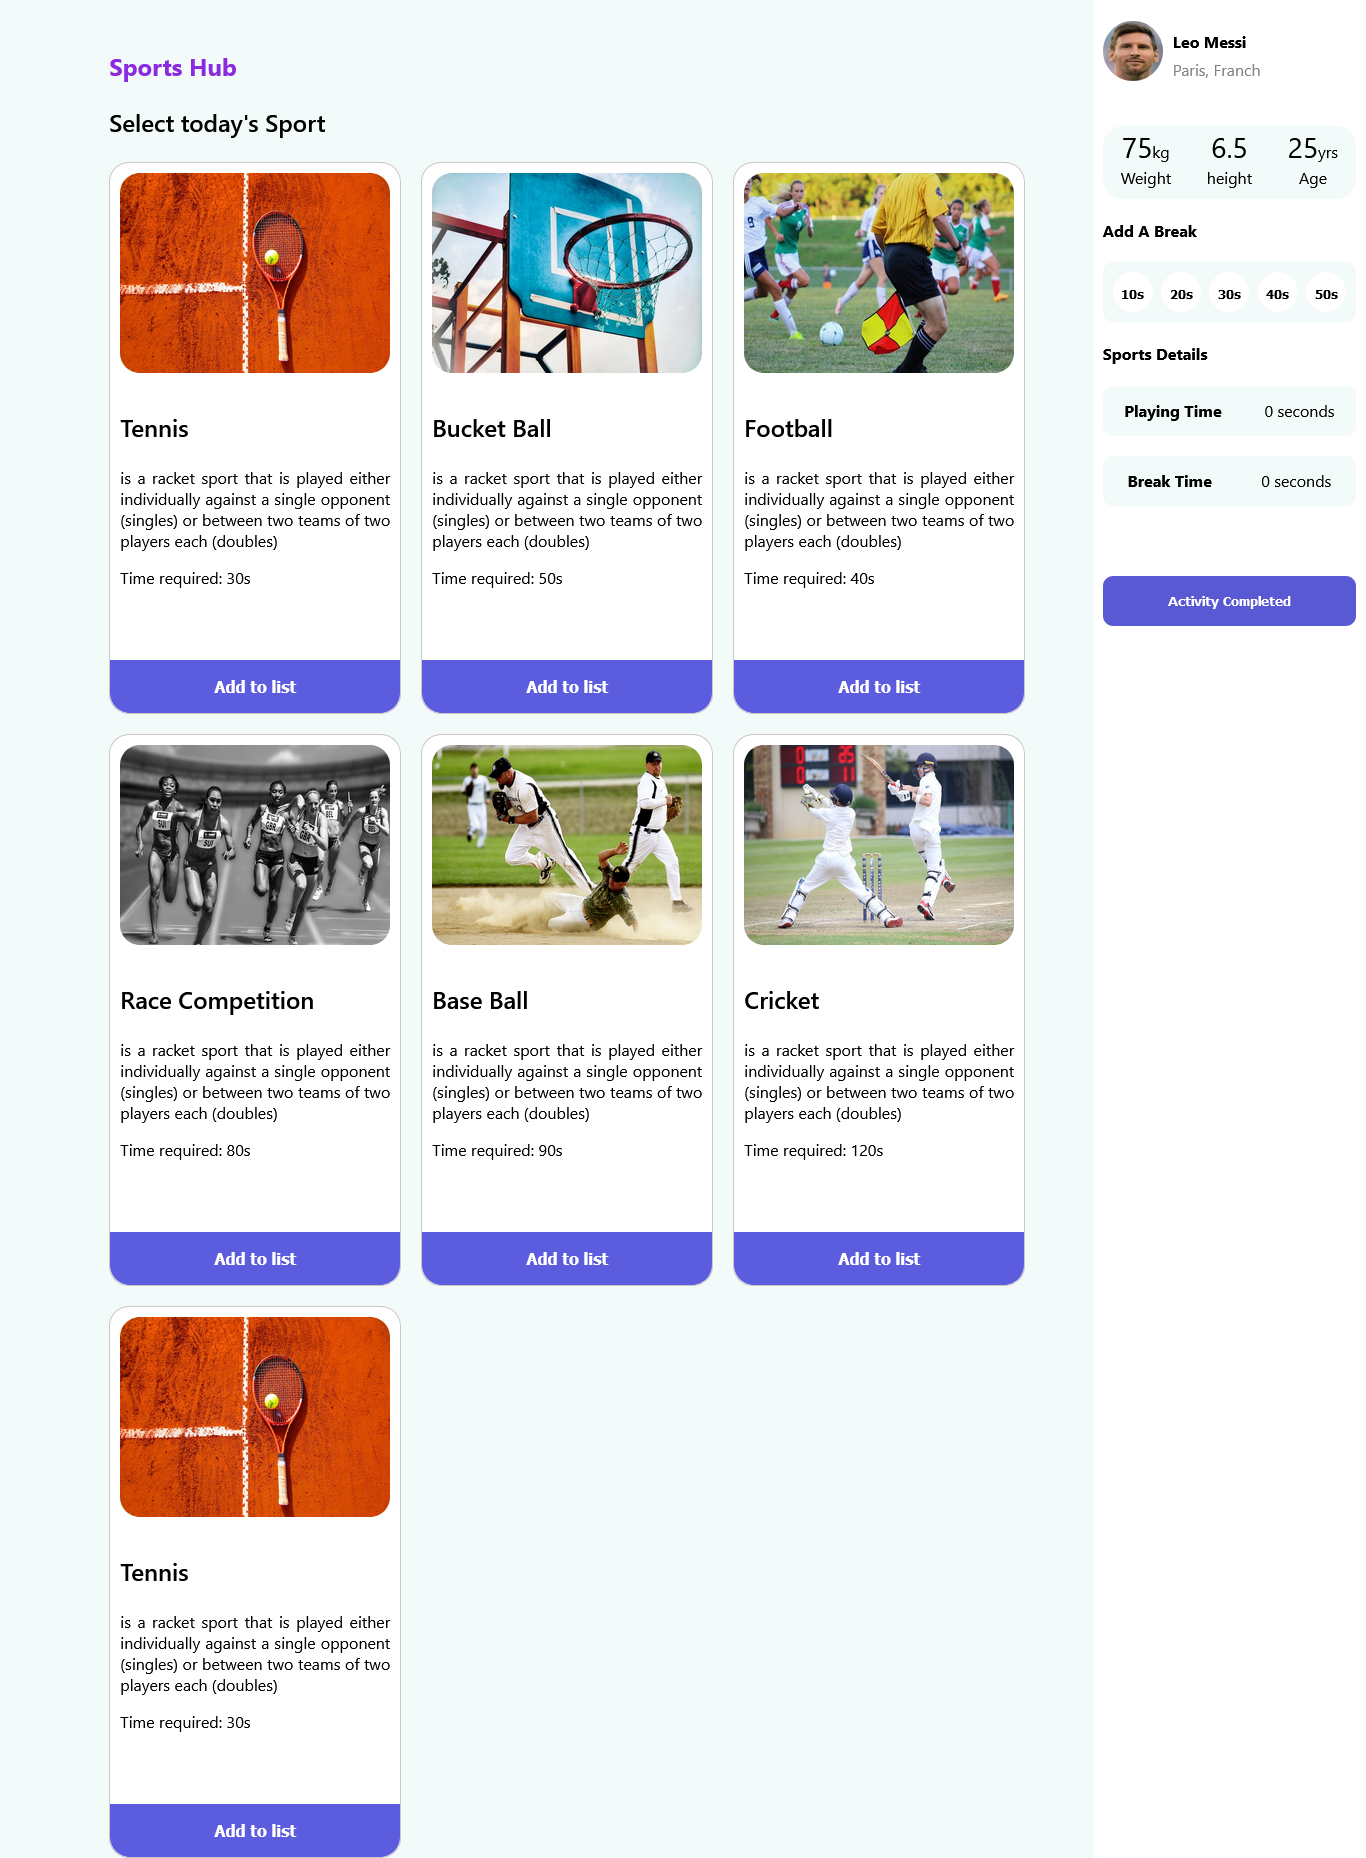 Sports Hub
Select today's Sport
Tennis
is a racket sport that is played either
individually against a single opponent
(singles) or between two teams of two
players each (doubles)
Time required: 30s
Add to list
Bucket Ball
is a racket sport that is played either
individually against a single opponent
(singles) or between two teams of two
players each (doubles)
Time required: 50s
Add to list
Football
is a racket sport that is played either
individually against a single opponent
(singles) or between two teams of two
players each (doubles)
Time required: 40s
Add to list
SUI
SUI
GBR
GBR
BEL
BEL
Race Competition
is a racket sport that is played either
individually against a single opponent
(singles) or between two teams of two
players each (doubles)
Time required: 80s
Add to list
Base Ball
is a racket sport that is played either
individually against a single opponent
(singles) or between two teams of two
players each (doubles)
Time required: 90s
Add to list
Cricket
is a racket sport that is played either
individually against a single opponent
(singles) or between two teams of two
players each (doubles)
Time required: 120s
Add to list
Tennis
is a racket sport that is played either
individually against a single opponent
(singles) or between two teams of two
players each (doubles)
Time required: 30s
Add to list
Leo Messi
Paris, Franch
75kg 6.5 25yrs
Weight height Age
Add A Break
10s 20s 30s 40s 50s
Sports Details
Playing Time 0 seconds
Break Time 0 seconds
Activity Completed